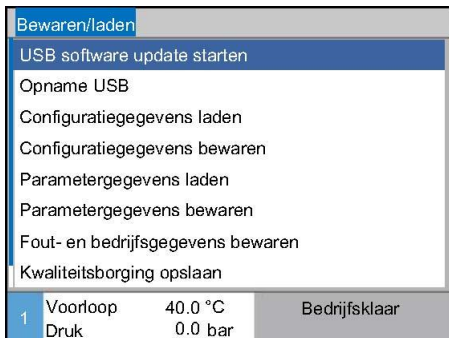 Bewaren/laden
USB software update starten
Opname USB
Configuratiegegevens laden
Configuratiegegevens bewaren
Parametergegevens laden
Parametergegevens bewaren
Fout- en bedrijfsgegevens bewaren
Kwaliteitsborging opslaan
1 Voorloop 40.0 °C Bedrijfsklaar
Druk 0.0 bar